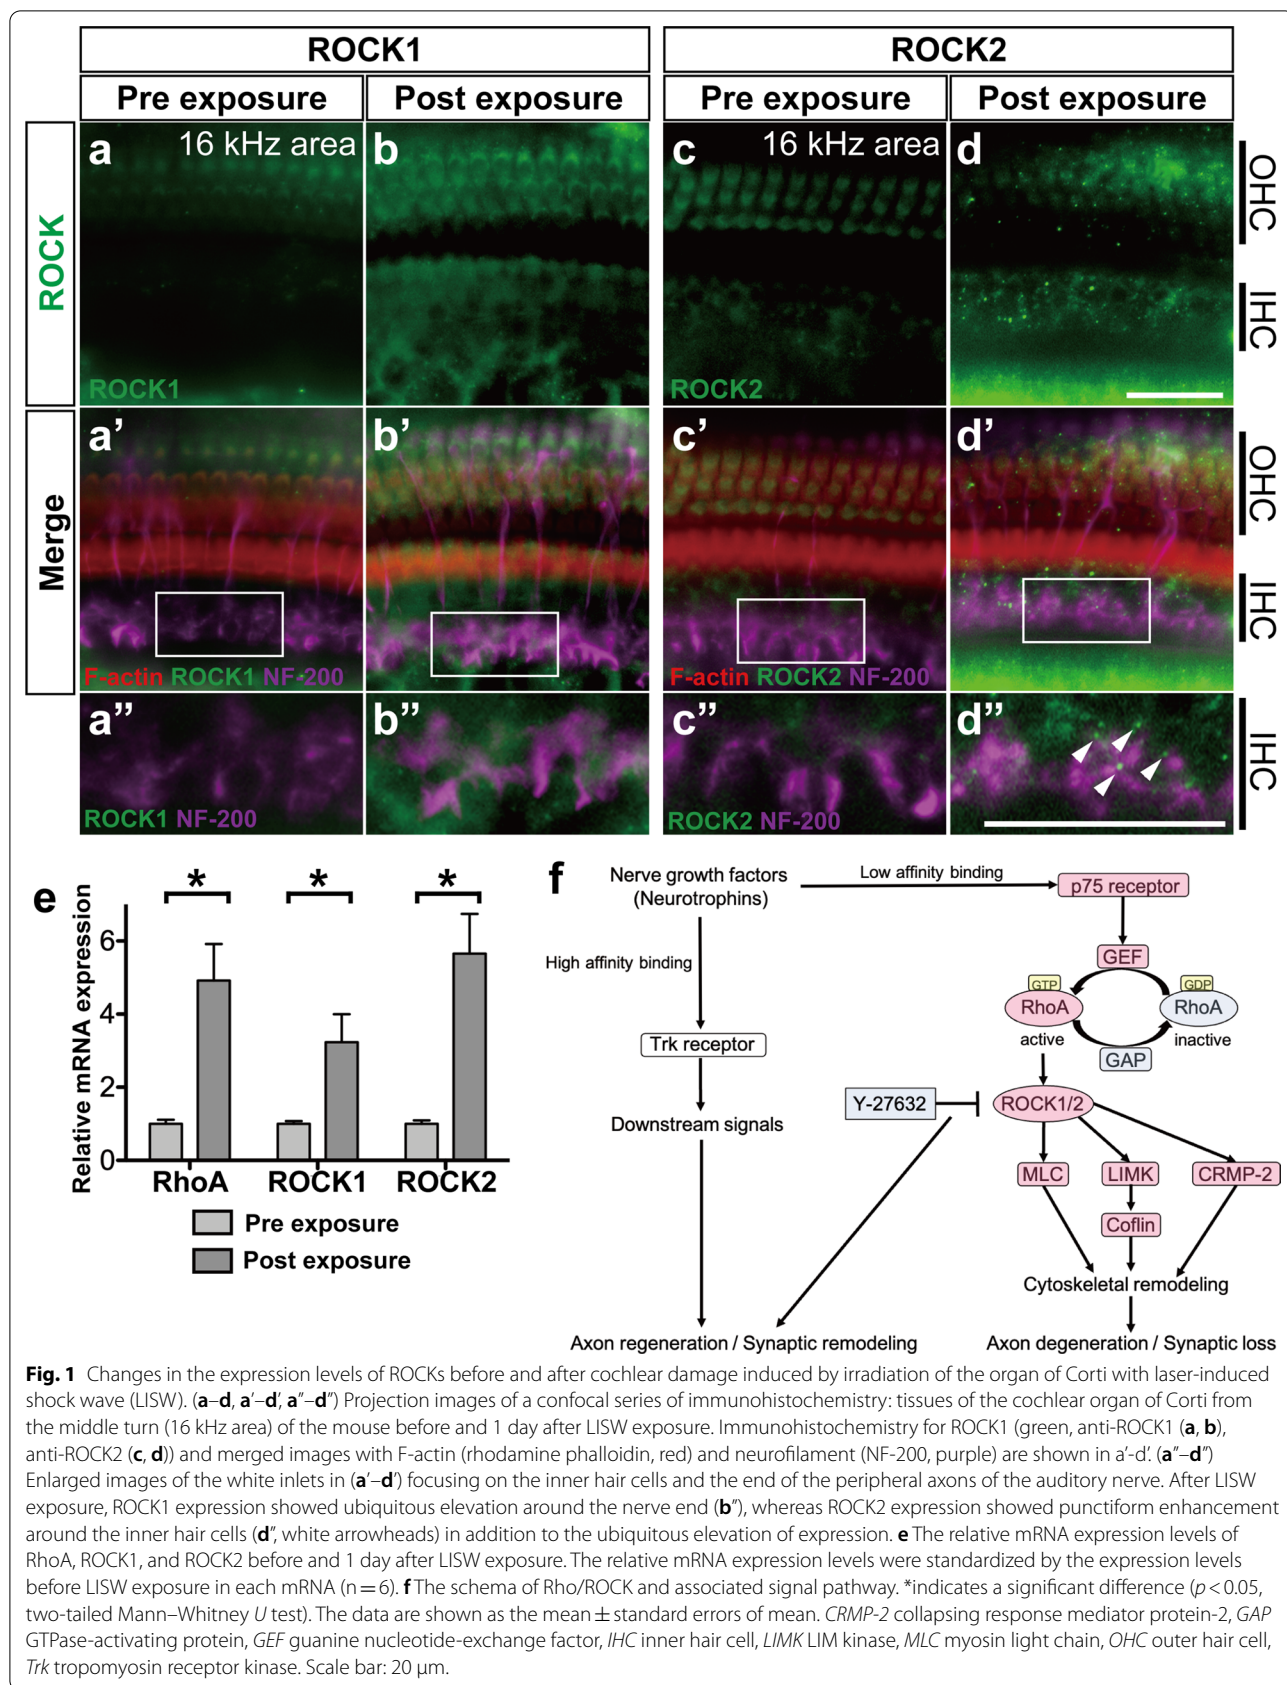 ROCK1
ROCK2
Pre exposure
Post exposure
Pre exposure
Post exposure
ROCK
a
16 kHz area
b
c
16 kHz area
d
OHC
IHC
ROCK1
ROCK2
Merge
a’
b’
c’
d’
OHC
IHC
F-actin ROCK1 NF-200
F-actin ROCK2 NF-200
a”
b”
c”
d”
IHC
ROCK1 NF-200
ROCK2 NF-200
e
Relative mRNA expression
6
4
2
0
*
*
*
RhoA
ROCK1
ROCK2
Pre exposure
Post exposure
f
Nerve growth factors
(Neurotrophins)
Low affinity binding
p75 receptor
High affinity binding
GEF
GTP
RhoA
active
GDP
RhoA
inactive
GAP
Trk receptor
Y-27632
ROCK1/2
Downstream signals
MLC
LIMK
CRMP-2
Coflin
Cytoskeletal remodeling
Axon regeneration / Synaptic remodeling
Axon degeneration / Synaptic loss
Fig. 1 Changes in the expression levels of ROCKs before and after cochlear damage induced by irradiation of the organ of Corti with laser-induced
shock wave (LISW). (a–d, a’–d’, a”–d”) Projection images of a confocal series of immunohistochemistry: tissues of the cochlear organ of Corti from
the middle turn (16 kHz area) of the mouse before and 1 day after LISW exposure. Immunohistochemistry for ROCK1 (green, anti-ROCK1 (a, b),
anti-ROCK2 (c, d)) and merged images with F-actin (rhodamine phalloidin, red) and neurofilament (NF-200, purple) are shown in a’-d’. (a”–d”)
Enlarged images of the white inlets in (a’–d’) focusing on the inner hair cells and the end of the peripheral axons of the auditory nerve. After LISW
exposure, ROCK1 expression showed ubiquitous elevation around the nerve end (b”), whereas ROCK2 expression showed punctiform enhancement
around the inner hair cells (d”, white arrowheads) in addition to the ubiquitous elevation of expression. e The relative mRNA expression levels of
RhoA, ROCK1, and ROCK2 before and 1 day after LISW exposure. The relative mRNA expression levels were standardized by the expression levels
before LISW exposure in each mRNA (n = 6). f The schema of Rho/ROCK and associated signal pathway. *indicates a significant difference (p < 0.05,
two-tailed Mann–Whitney U test). The data are shown as the mean ± standard errors of mean. CRMP-2 collapsing response mediator protein-2, GAP
GTPase-activating protein, GEF guanine nucleotide-exchange factor, IHC inner hair cell, LIMK LIM kinase, MLC myosin light chain, OHC outer hair cell,
Trk tropomyosin receptor kinase. Scale bar: 20 μm.